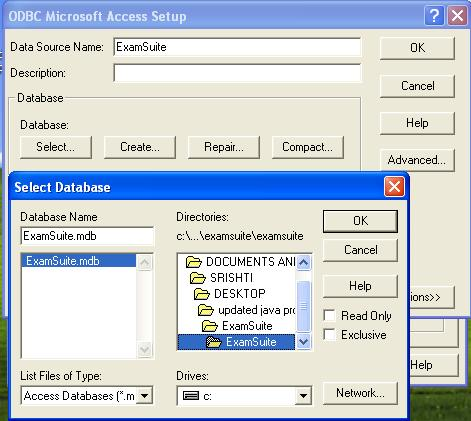 ODBC Microsoft Access Setup
Data Source Name: ExamSuite
OK
Description:
Cancel
Database
Database:
Help
Select... Create... Repair... Compact... Advanced...
Select Database
Database Name
Directories:
OK
ExamSuite.mdb
c:\...\examsuite\examsuite
Cancel
ExamSuite.mdb
DOCUMENTS ANI
SRISHTI
DESKTOP
updated java pro
ExamSuite
ExamSuite
Help
ions>>
Read Only
Exclusive
Help
List Files of Type:
Drives:
Access Databases (*.m
c:
Network...